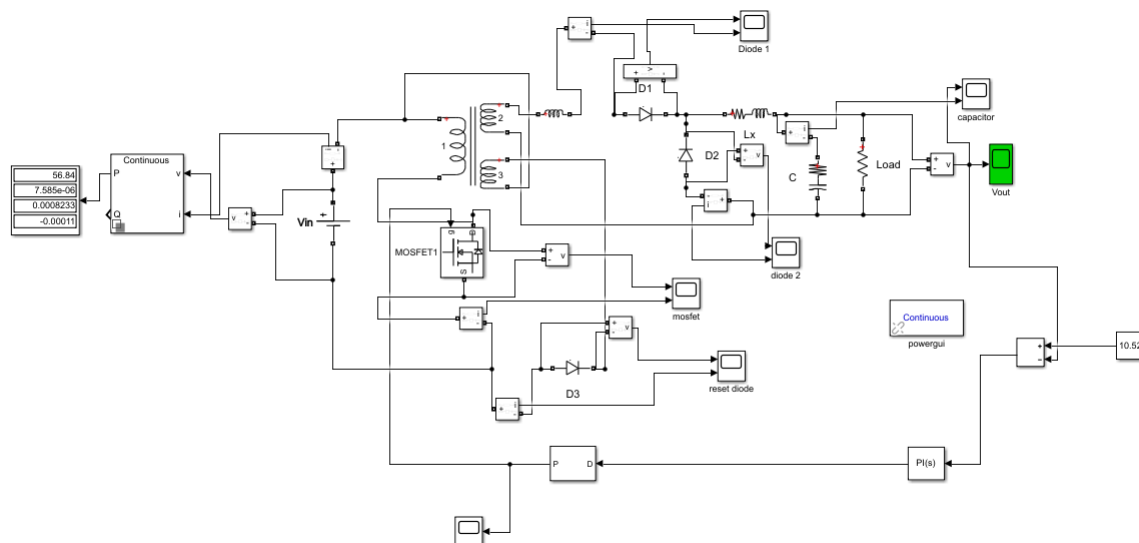 Diode 1
D1
Continuous
P
v
Q
i
56.84
7.585e-06
0.0008233
-0.00011
v
Vin
1
2
3
D2
Lx
v
C
Load
capacitor
v
Vout
i
diode 2
MOSFET1
g
D
S
v
i
mosfet
v
D3
i
reset diode
Continuous
powergui
10.52
PI(s)
P
D